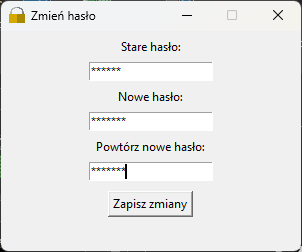 Zmień hasło
Stare hasło:
******
Nowe hasło:
*******
Powtórz nowe hasło:
*******
Zapisz zmiany